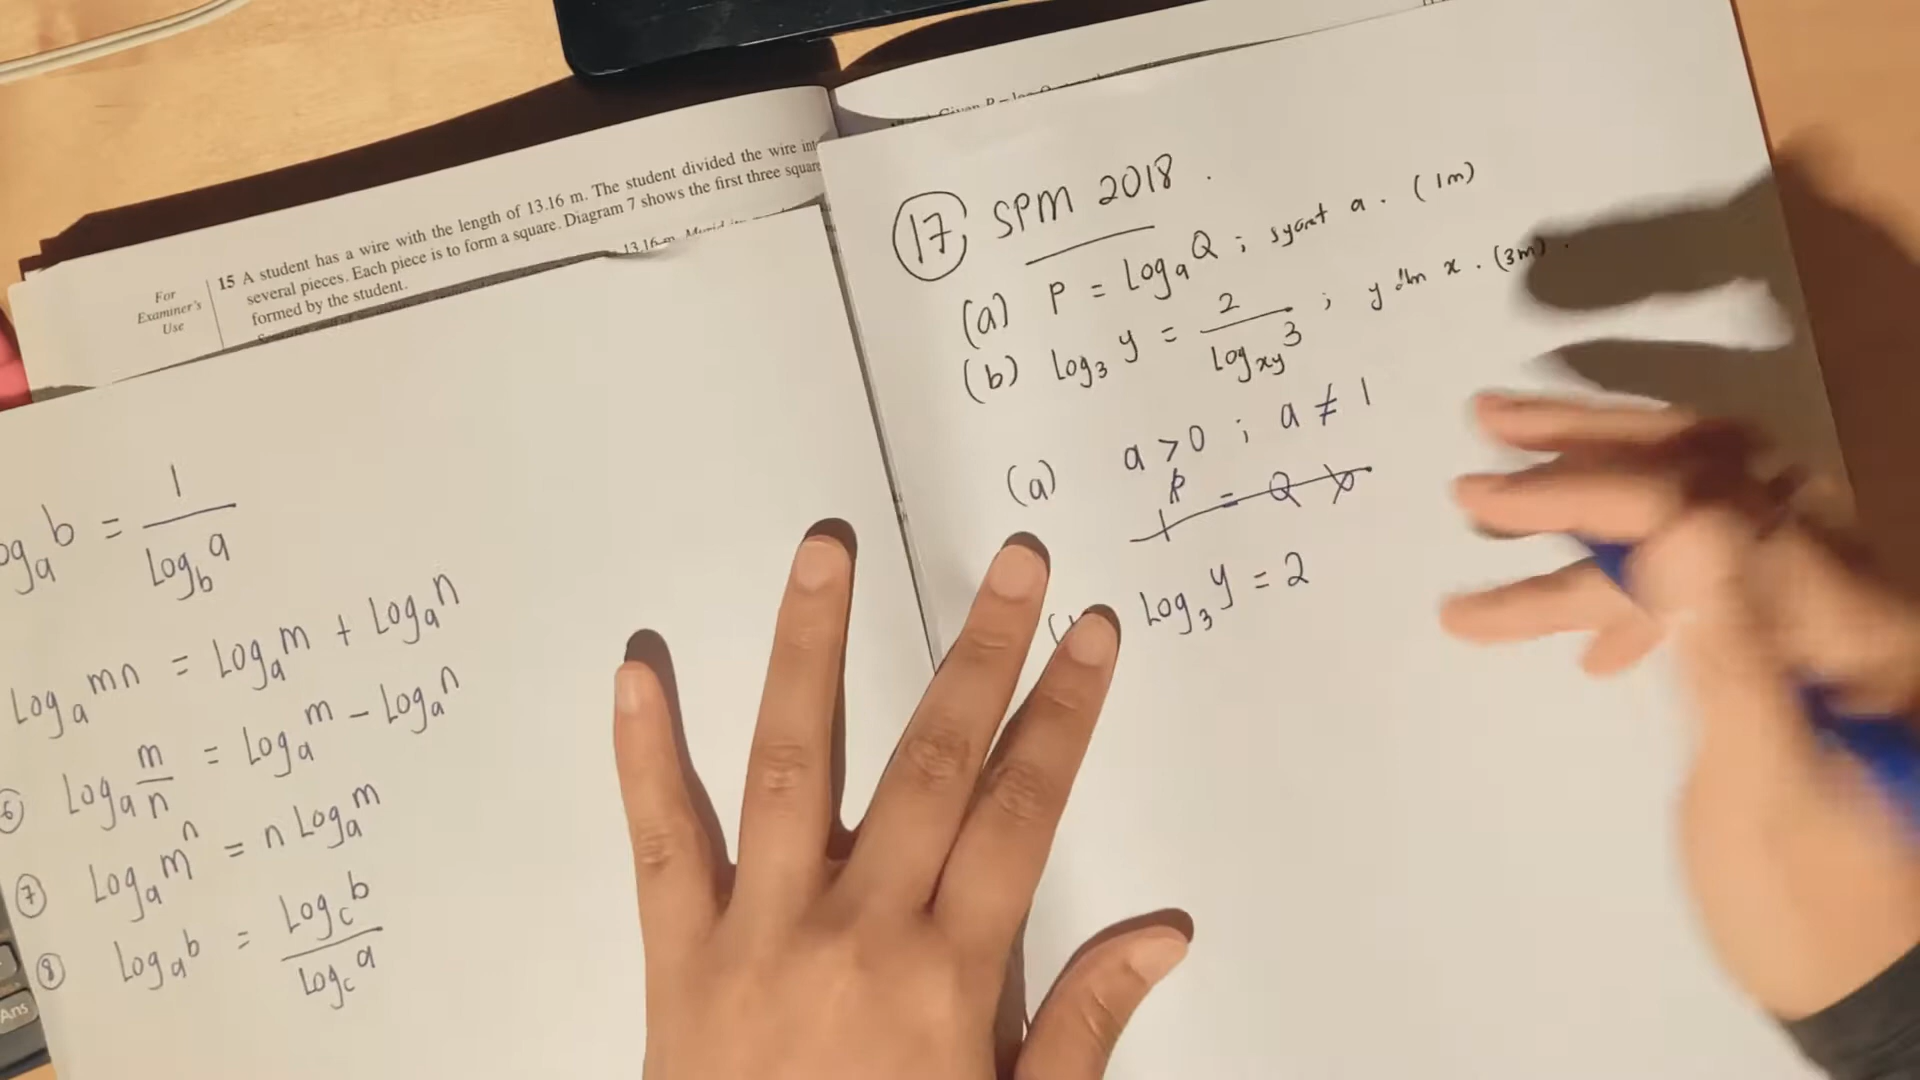 For
Examiner's
Use
15 A student has a wire with the length of 13.16 m. The student divided the wire
several pieces. Each piece is to form a square. Diagram 7 shows the first three
formed by the student.
13.16 m
log_a b = 1 / log_b a
log_a mn = log_a m + log_a n
6 log_a m/n = log_a m - log_a n
7 log_a m^n = n log_a m
8 log_a b = log_c b / log_c a
Ans
17 SPM 2018.
(a) P = log_a Q ; syarat a. (1m)
(b) log_3 y = 2 / log_xy 3 ; y dlm x. (3m).
(a) a > 0 ; a ≠ 1
= Q
log_3 y = 2